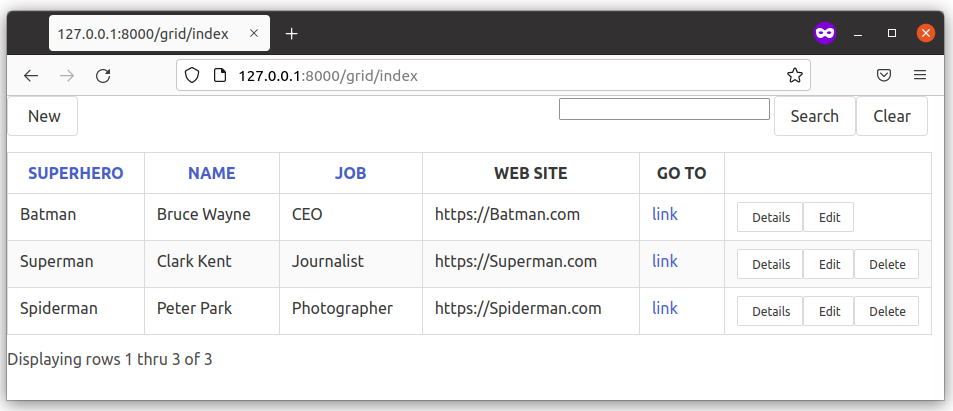 127.0.0.1:8000/grid/index
127.0.0.1:8000/grid/index
New Search Clear
SUPERHERO NAME JOB WEB SITE GO TO
Batman Bruce Wayne CEO https://Batman.com link Details Edit
Superman Clark Kent Journalist https://Superman.com link Details Edit Delete
Spiderman Peter Park Photographer https://Spiderman.com link Details Edit Delete
Displaying rows 1 thru 3 of 3